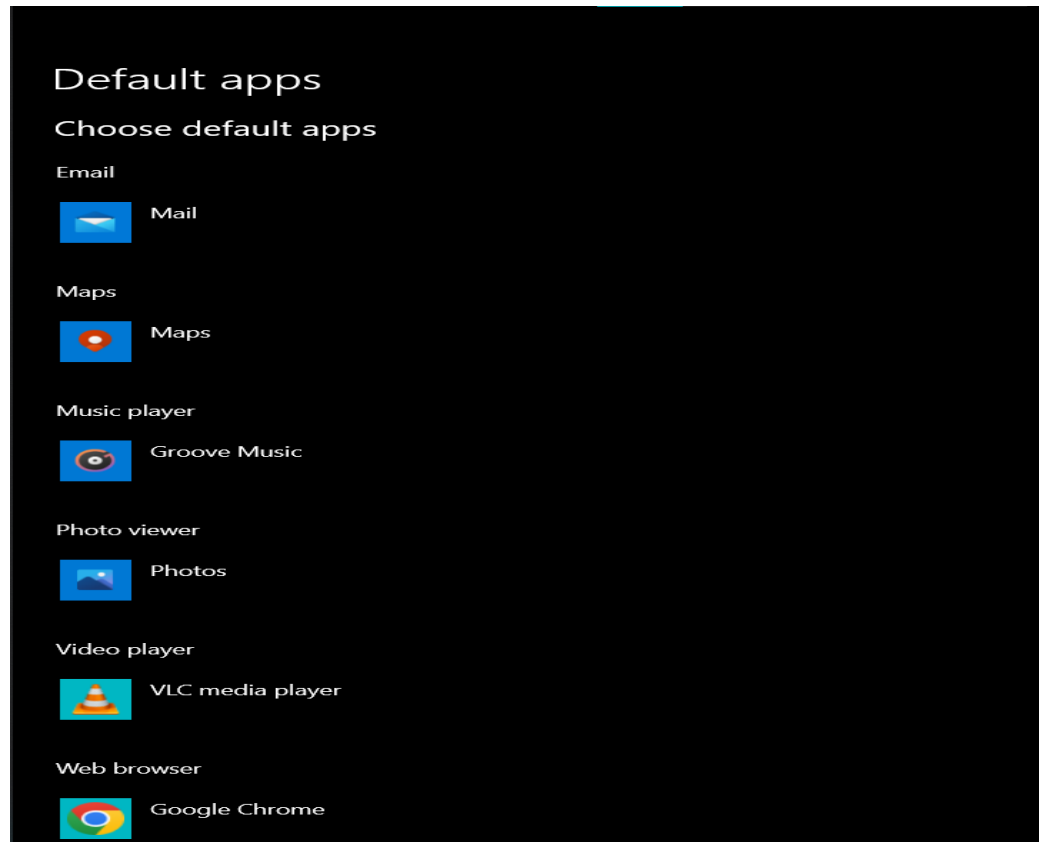 Default apps
Choose default apps
Email
Mail
Maps
Maps
Music player
Groove Music
Photo viewer
Photos
Video player
VLC media player
Web browser
Google Chrome